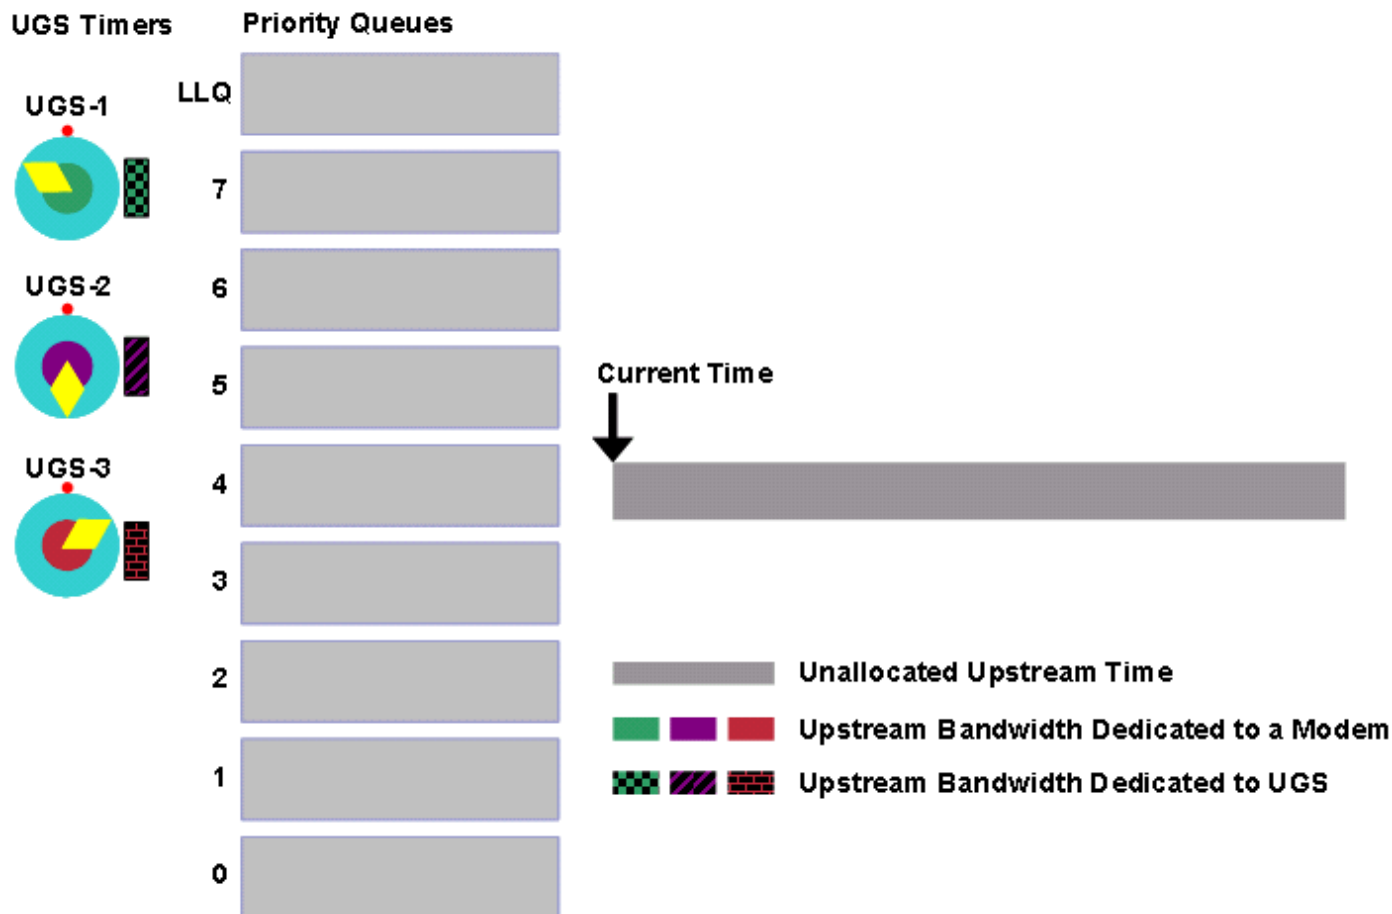 UGS Timers
Priority Queues
LLQ
UGS-1
7
UGS-2
6
5
Current Time
UGS-3
4
3
2
Unallocated Upstream Time
Upstream Bandwidth Dedicated to a Modem
1
Upstream Bandwidth Dedicated to UGS
0